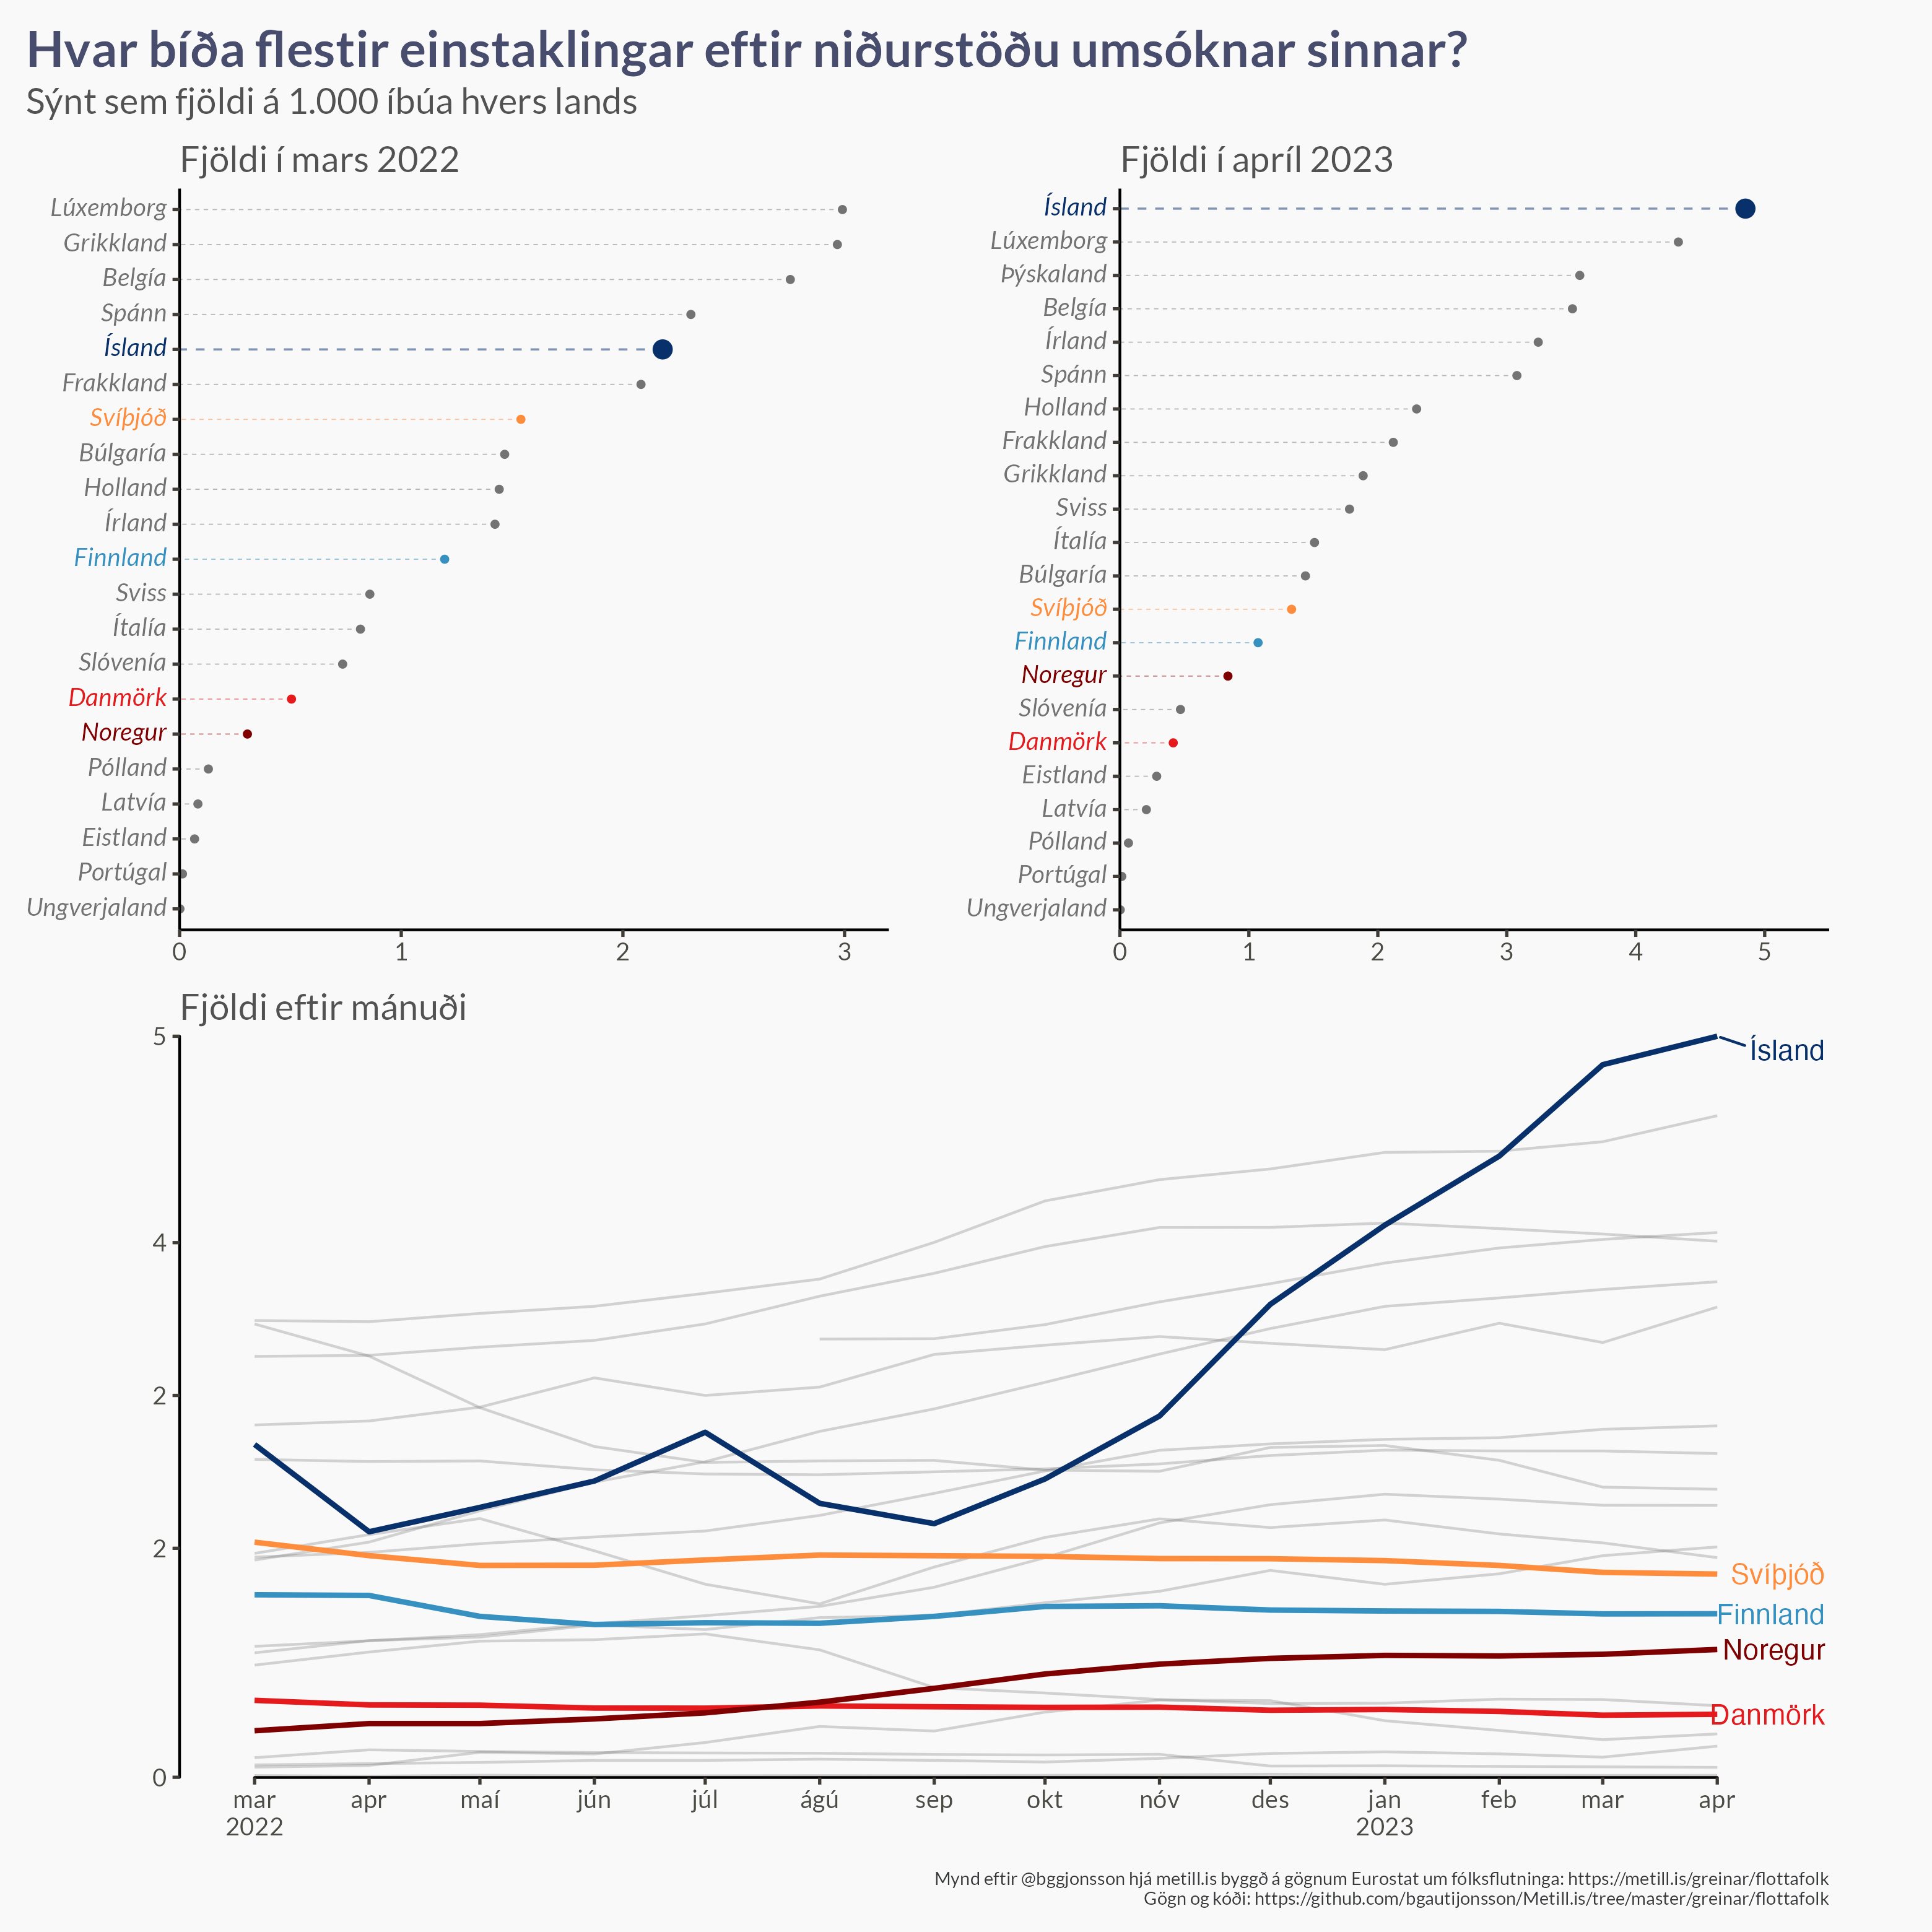 Hvar bíða flestir einstaklingar eftir niðurstöðu umsóknar sinnar?
Sýnt sem fjöldi á 1.000 íbúa hvers lands
Fjöldi í mars 2022
Lúxemborg
Grikkland
Belgía
Spánn
Ísland
Frakkland
Svíþjóð
Búlgaría
Holland
Írland
Finnland
Sviss
Ítalía
Slóvenía
Danmörk
Noregur
Pólland
Latvía
Eistland
Portúgal
Ungverjaland
0 1 2 3
Fjöldi í apríl 2023
Ísland
Lúxemborg
Þýskaland
Belgía
Írland
Spánn
Holland
Frakkland
Grikkland
Sviss
Ítalía
Búlgaría
Svíþjóð
Finnland
Noregur
Slóvenía
Danmörk
Eistland
Latvía
Pólland
Portúgal
Ungverjaland
0 1 2 3 4 5
Fjöldi eftir mánuði
5
4
2
2
0
Ísland
Svíþjóð
Finnland
Noregur
Danmörk
mar apr maí jún júl ágú sep okt nóv des jan feb mar apr
2022 2023
Mynd eftir @bggjonsson hjá metill.is byggð á gögnum Eurostat um fólksflutninga: https://metill.is/greinar/flottafolk
Gögn og kóði: https://github.com/bgautijonsson/Metill.is/tree/master/greinar/flottafolk